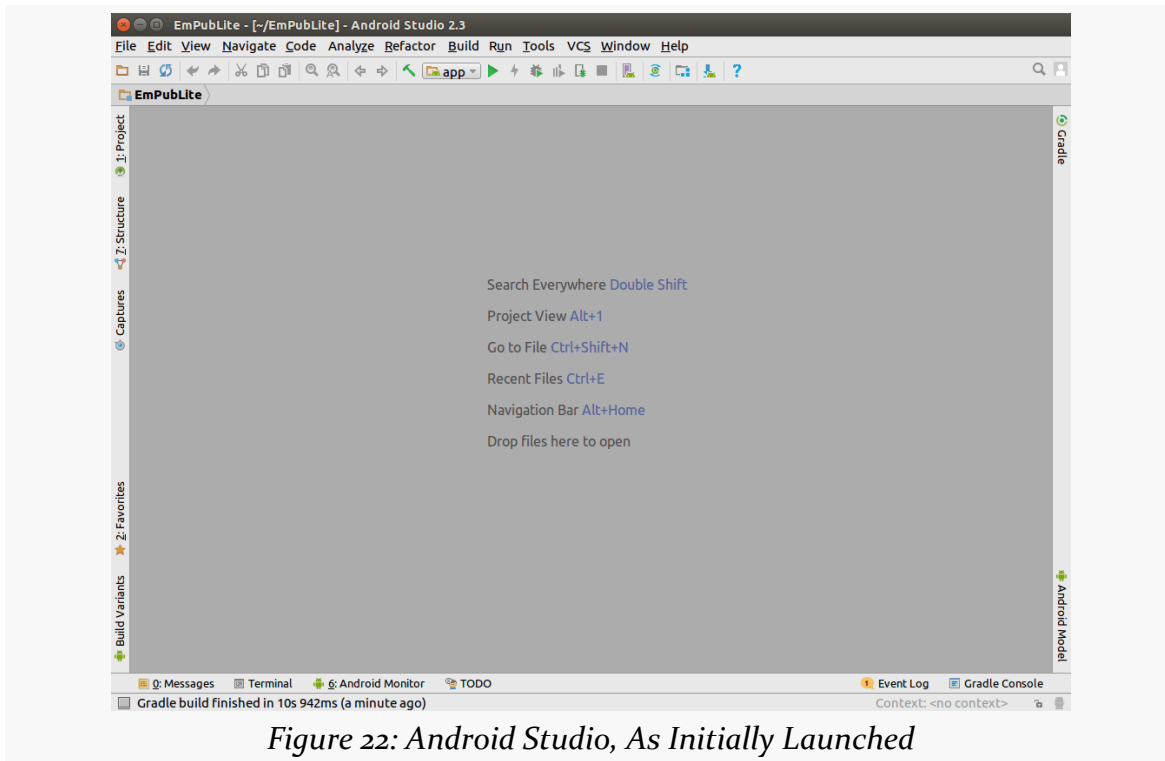 EmPubLite - [~/EmPubLite] - Android Studio 2.3
File Edit View Navigate Code Analyze Refactor Build Run Tools VCS Window Help
app
EmPubLite
1: Project
7: Structure
Captures
2: Favorites
Build Variants
Gradle
Android Model
Search Everywhere Double Shift
Project View Alt+1
Go to File Ctrl+Shift+N
Recent Files Ctrl+E
Navigation Bar Alt+Home
Drop files here to open
0: Messages Terminal 6: Android Monitor TODO 1 Event Log Gradle Console
Gradle build finished in 10s 942ms (a minute ago) Context: <no context>
Figure 22: Android Studio, As Initially Launched